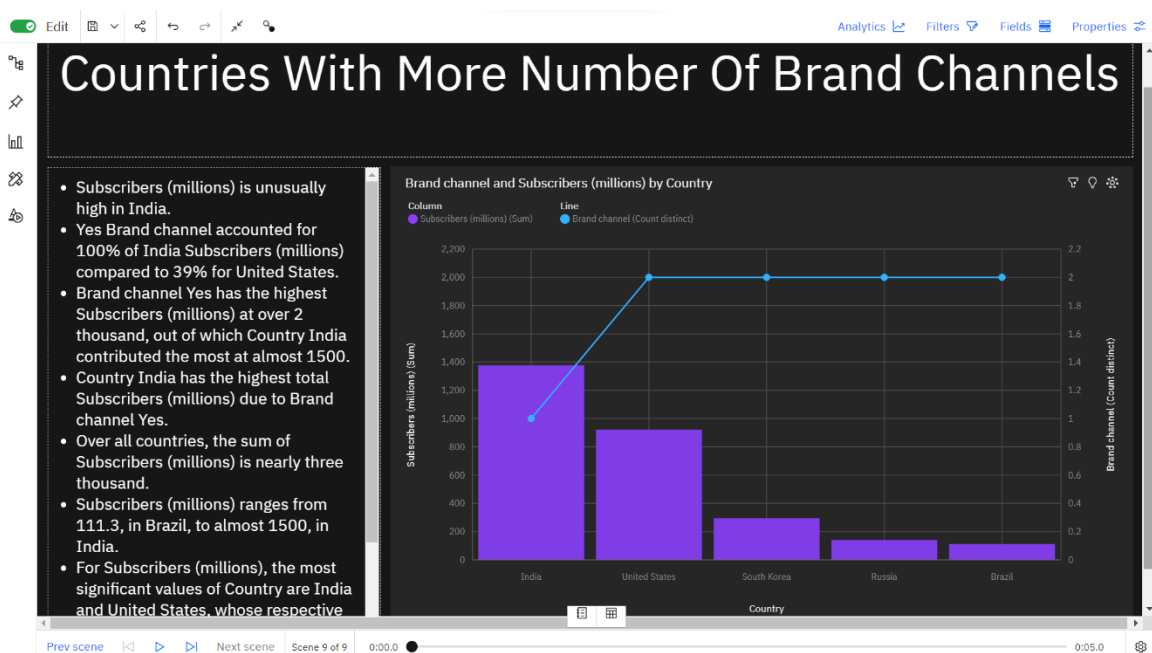 Edit
Analytics
Filters
Fields
Properties
Countries With More Number Of Brand Channels
• Subscribers (millions) is unusually
high in India.
• Yes Brand channel accounted for
100% of India Subscribers (millions)
compared to 39% for United States.
• Brand channel Yes has the highest
Subscribers (millions) at over 2
thousand, out of which Country India
contributed the most at almost 1500.
• Country India has the highest total
Subscribers (millions) due to Brand
channel Yes.
• Over all countries, the sum of
Subscribers (millions) is nearly three
thousand.
• Subscribers (millions) ranges from
111.3, in Brazil, to almost 1500, in
India.
• For Subscribers (millions), the most
significant values of Country are India
and United States, whose respective
Brand channel and Subscribers (millions) by Country
Column
Subscribers (millions) (Sum)
Line
Brand channel (Count distinct)
Subscribers (millions) (Sum)
2,200
2,000
1,800
1,600
1,400
1,200
1,000
800
600
400
200
0
2.2
2
1.8
1.6
1.4
1.2
1
0.8
0.6
0.4
0.2
0
Brand channel (Count distinct)
India
United States
South Korea
Russia
Brazil
Country
Prev scene
Next scene
Scene 9 of 9
0:00.0
0:05.0